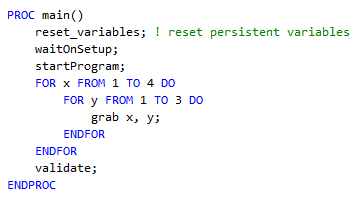 PROC main()
    reset_variables; ! reset persistent variables
    waitOnSetup;
    startProgram;
    FOR x FROM 1 TO 4 DO
        FOR y FROM 1 TO 3 DO
            grab x, y;
        ENDFOR
    ENDFOR
    validate;
ENDPROC